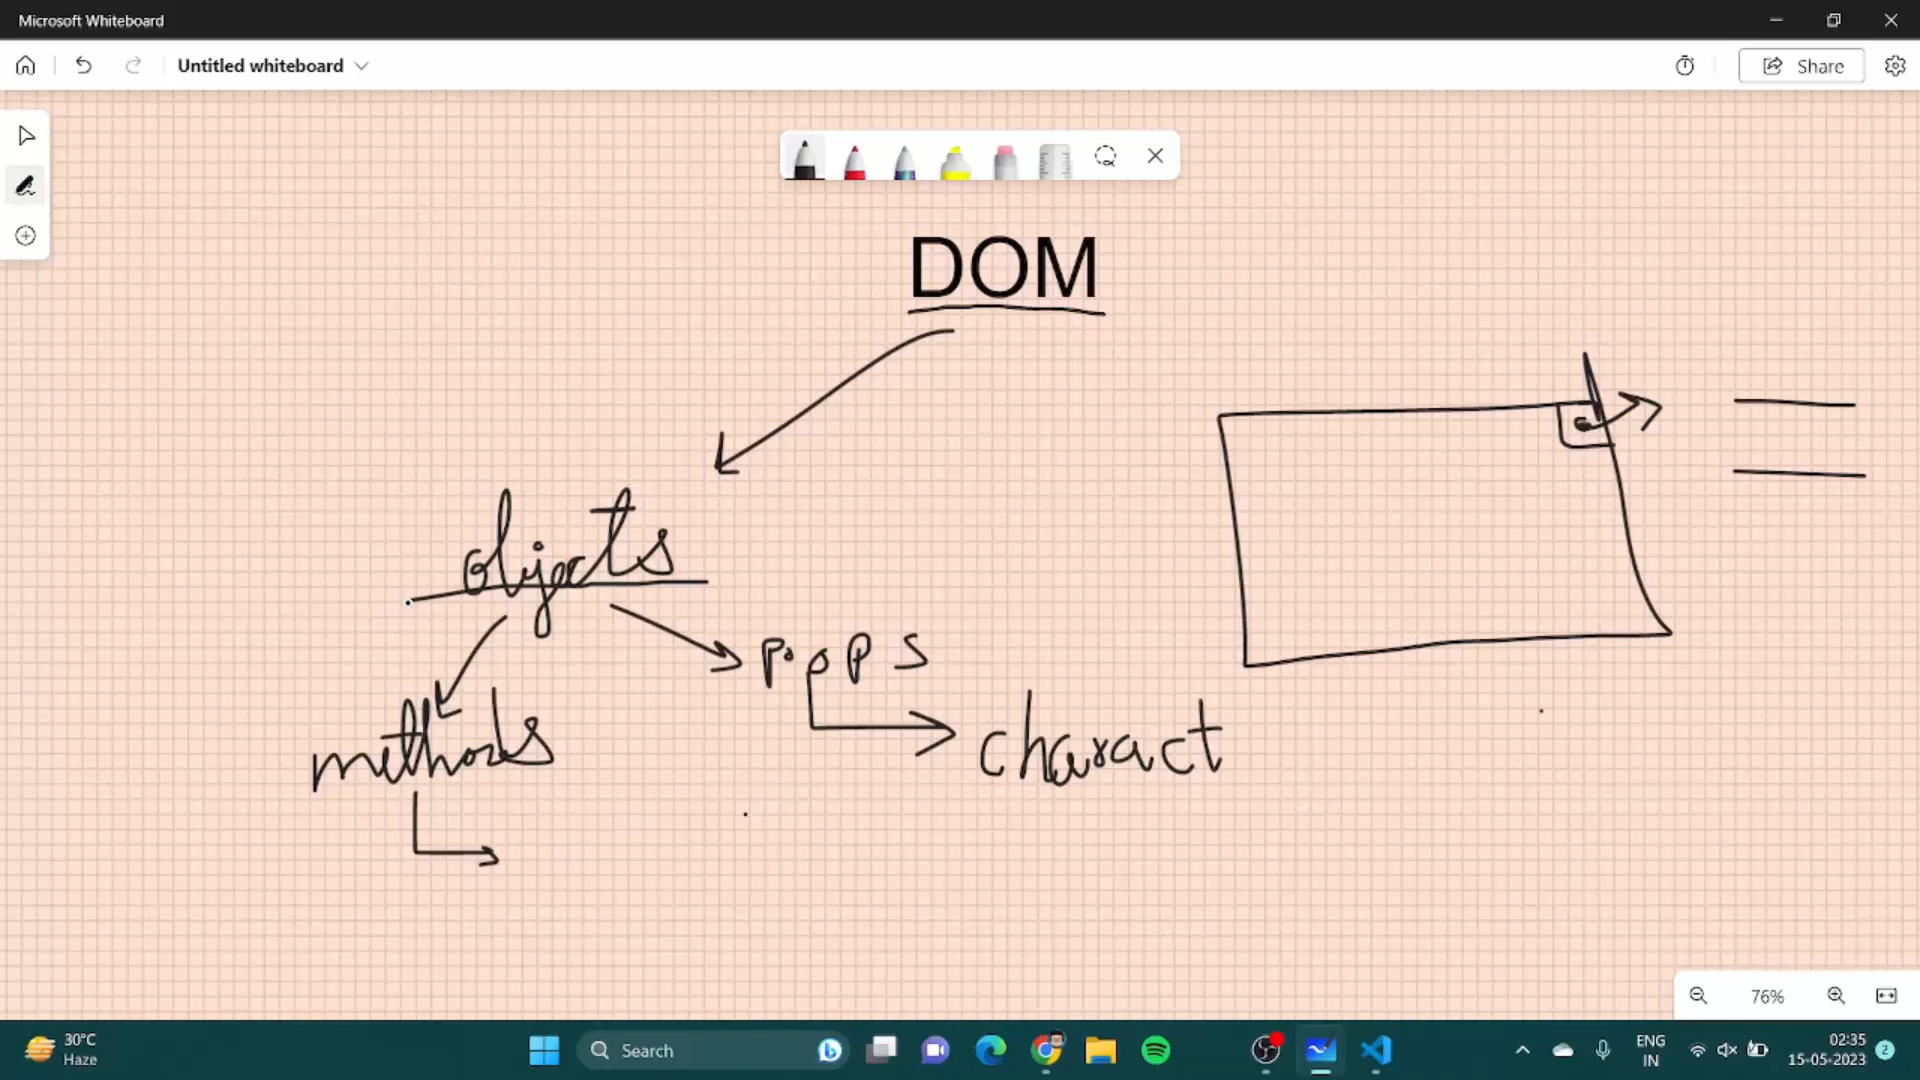 Microsoft Whiteboard
Untitled whiteboard
Share
DOM
objects
props
methods
charact
76%
30°C
Haze
Search
ENG
IN
02:35
15-05-2023
2